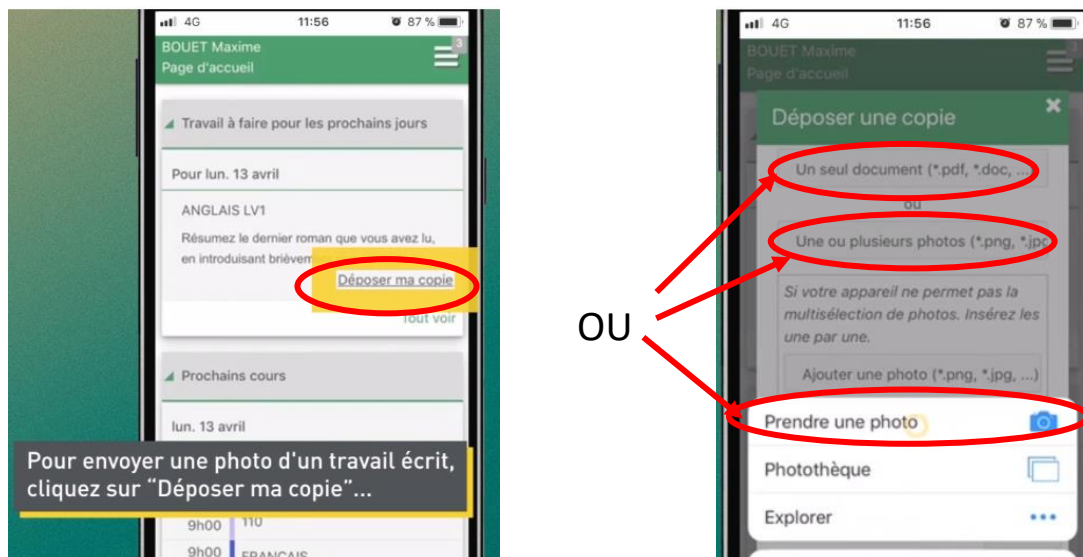 4G 11:56 87 %
BOUET Maxime
3
Page d'accueil
Travail à faire pour les prochains jours
Pour lun. 13 avril
ANGLAIS LV1
Résumez le dernier roman que vous avez lu,
en introduisant
Déposer ma copie
Tout voir
Prochains cours
lun. 13 avril
Pour envoyer une photo d'un travail écrit,
cliquez sur “Déposer ma copie”...
9h00 110
9h00 FRANCAIS
OU
4G 11:56 87 %
BOUET Maxime
3
Page d'accueil
Déposer une copie
Un seul document (*.pdf, *.doc, ...)
ou
Une ou plusieurs photos (*.png, *.jpg
Si votre appareil ne permet pas la
multisélection de photos. Insérez les
une par une.
Ajouter une photo (*.png, *.jpg, ...)
Prendre une photo
Photothèque
Explorer